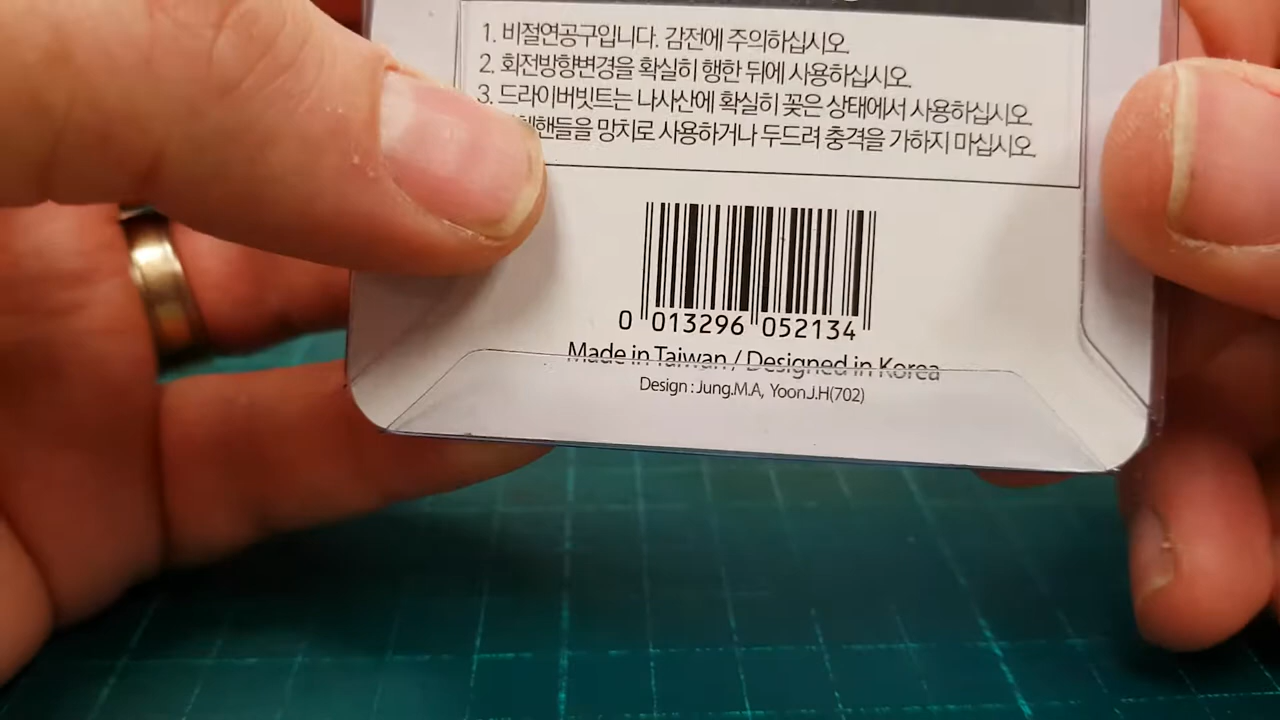 1. 비절연공구입니다. 감전에 주의하십시오.
2. 회전방향변경을 확실히 행한 뒤에 사용하십시오.
3. 드라이버빗트는 나사산에 확실히 꽂은 상태에서 사용하십시오.
망치로 사용하거나 두드려 충격을 가하지 마십시오.
0 013296 052134
Made in Taiwan / Designed in Korea
Design : Jung.M.A, Yoon.J.H(702)